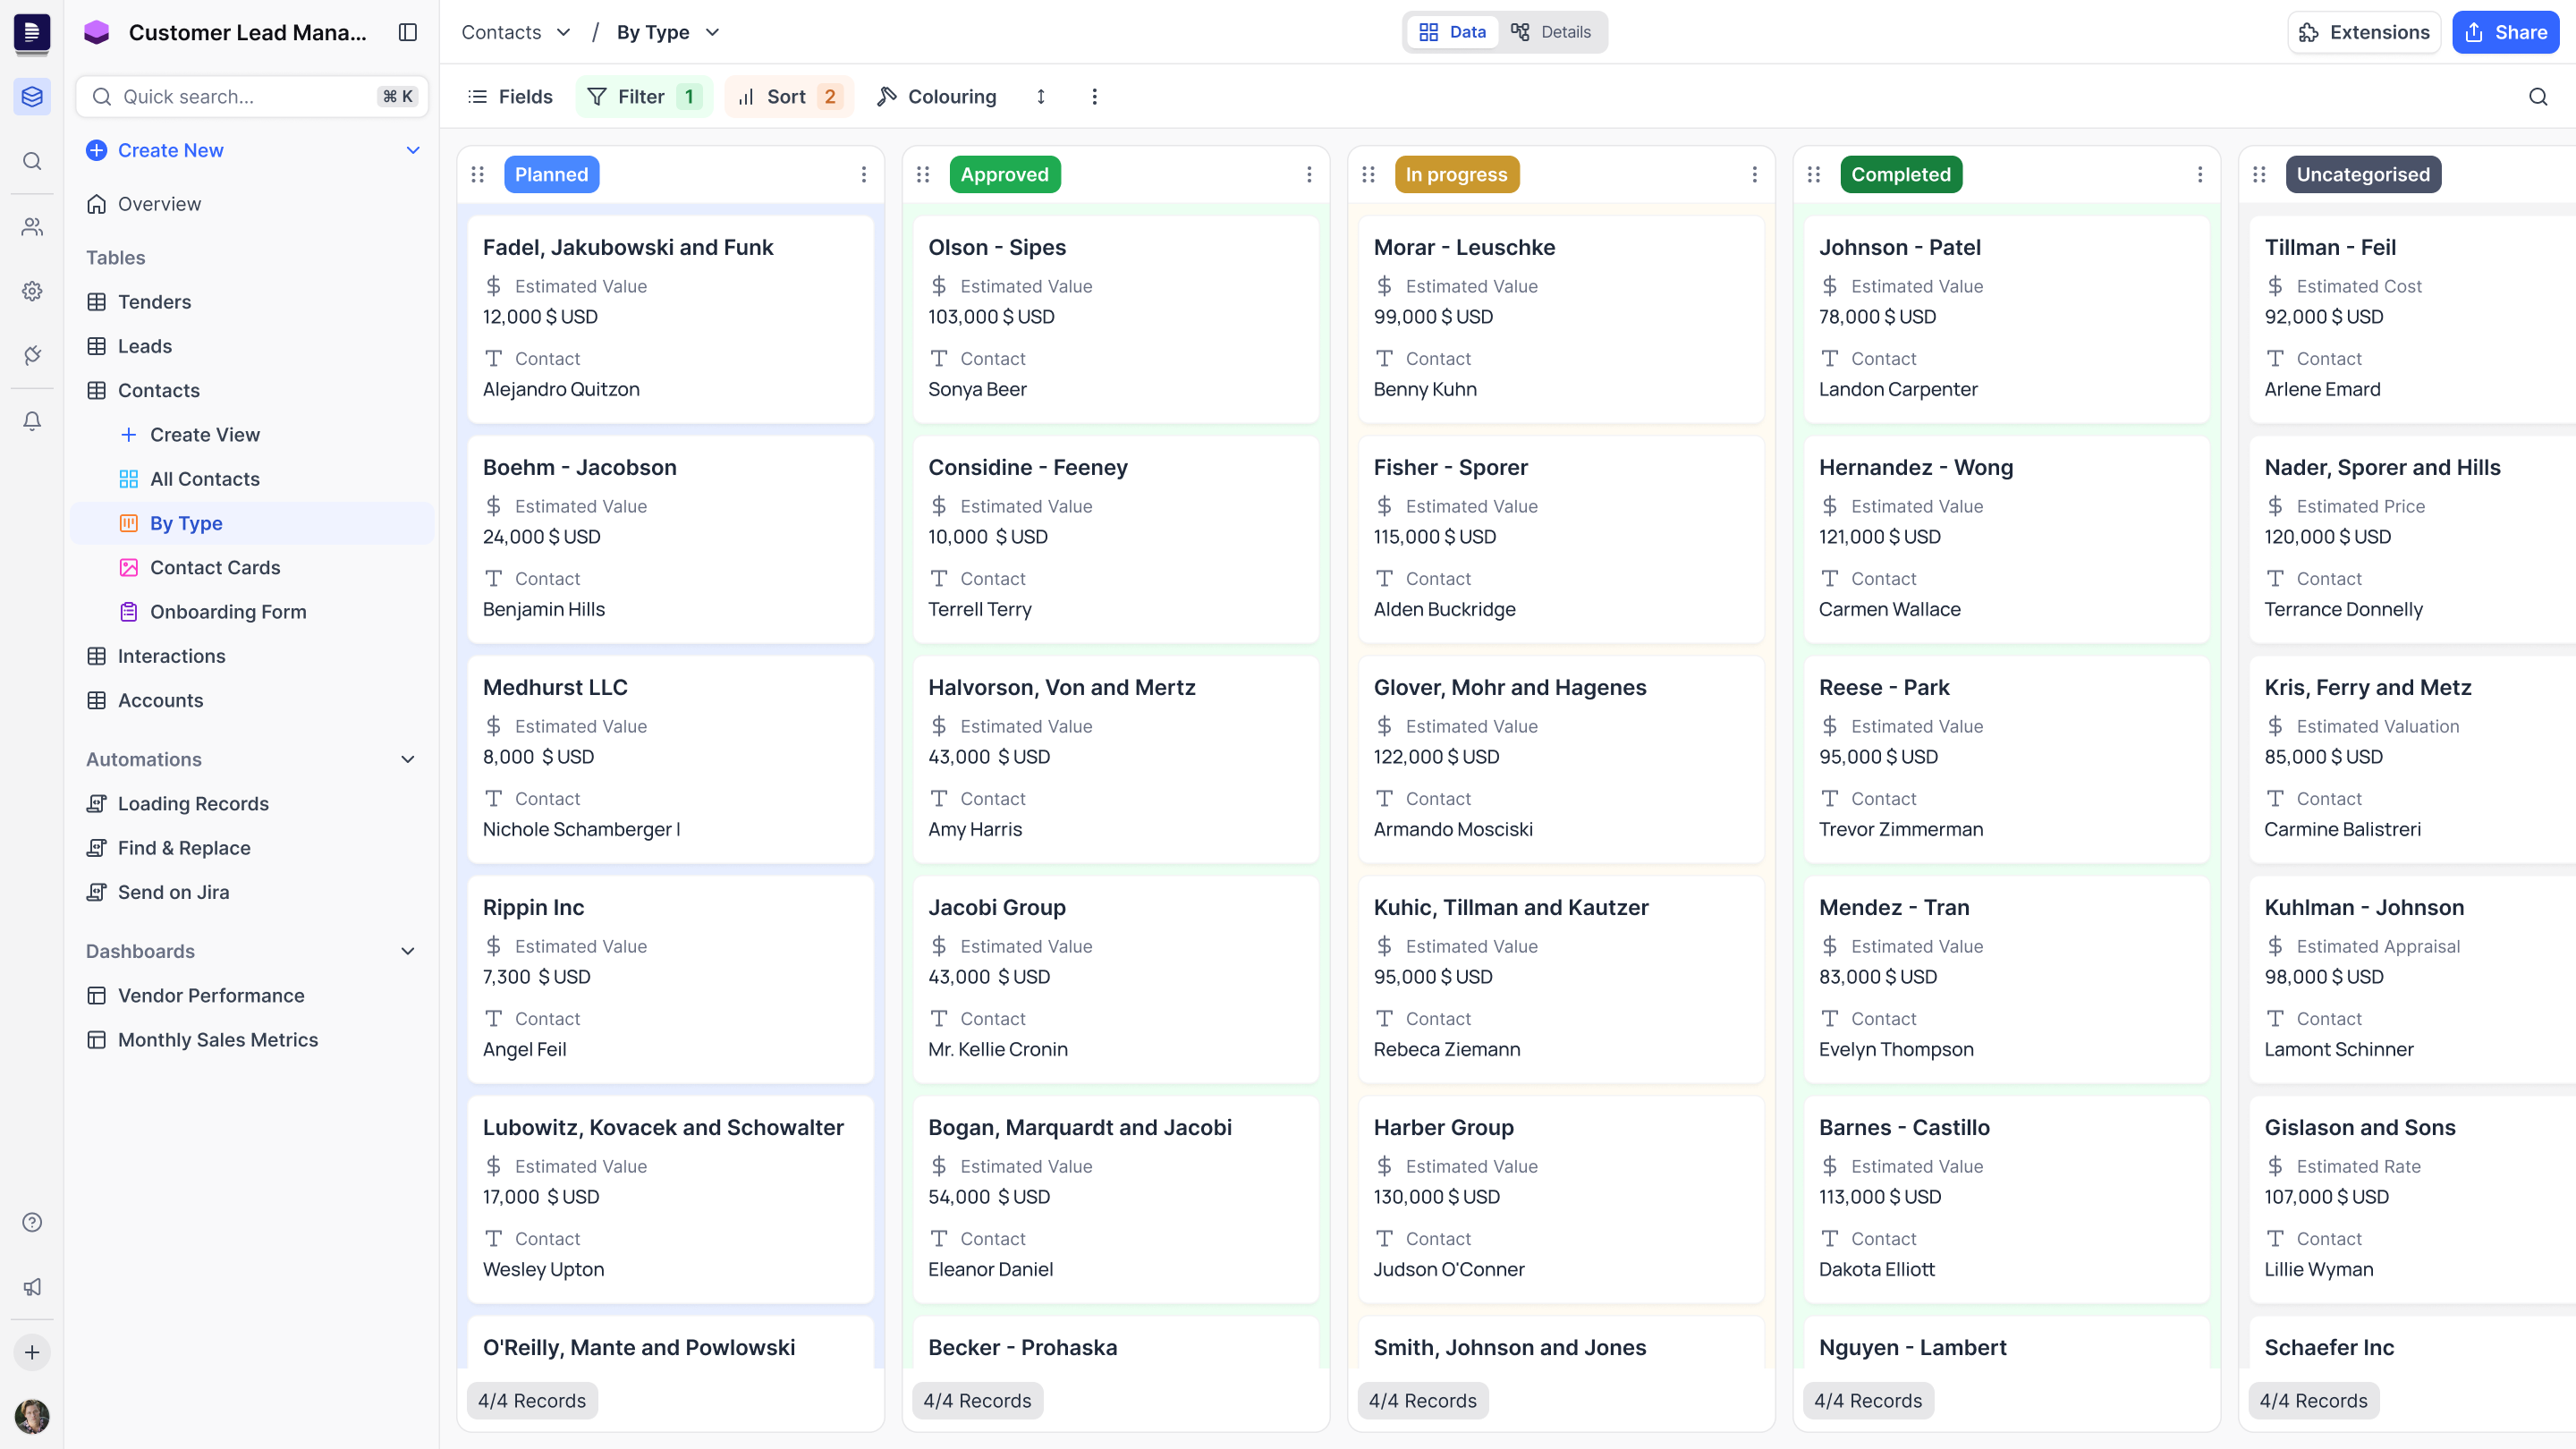 Customer Lead Mana...
Quick search...
⌘ K
Create New
Overview
Tables
Tenders
Leads
Contacts
Create View
All Contacts
By Type
Contact Cards
Onboarding Form
Interactions
Accounts
Automations
Loading Records
Find & Replace
Send on Jira
Dashboards
Vendor Performance
Monthly Sales Metrics
Contacts / By Type
Data
Details
Extensions
Share
Fields
Filter 1
Sort 2
Colouring
Planned
Fadel, Jakubowski and Funk
Estimated Value
12,000 $ USD
Contact
Alejandro Quitzon
Boehm - Jacobson
Estimated Value
24,000 $ USD
Contact
Benjamin Hills
Medhurst LLC
Estimated Value
8,000 $ USD
Contact
Nichole Schamberger I
Rippin Inc
Estimated Value
7,300 $ USD
Contact
Angel Feil
Lubowitz, Kovacek and Schowalter
Estimated Value
17,000 $ USD
Contact
Wesley Upton
O'Reilly, Mante and Powlowski
4/4 Records
Approved
Olson - Sipes
Estimated Value
103,000 $ USD
Contact
Sonya Beer
Considine - Feeney
Estimated Value
10,000 $ USD
Contact
Terrell Terry
Halvorson, Von and Mertz
Estimated Value
43,000 $ USD
Contact
Amy Harris
Jacobi Group
Estimated Value
43,000 $ USD
Contact
Mr. Kellie Cronin
Bogan, Marquardt and Jacobi
Estimated Value
54,000 $ USD
Contact
Eleanor Daniel
Becker - Prohaska
4/4 Records
In progress
Morar - Leuschke
Estimated Value
99,000 $ USD
Contact
Benny Kuhn
Fisher - Sporer
Estimated Value
115,000 $ USD
Contact
Alden Buckridge
Glover, Mohr and Hagenes
Estimated Value
122,000 $ USD
Contact
Armando Mosciski
Kuhic, Tillman and Kautzer
Estimated Value
95,000 $ USD
Contact
Rebeca Ziemann
Harber Group
Estimated Value
130,000 $ USD
Contact
Judson O'Conner
Smith, Johnson and Jones
4/4 Records
Completed
Johnson - Patel
Estimated Value
78,000 $ USD
Contact
Landon Carpenter
Hernandez - Wong
Estimated Value
121,000 $ USD
Contact
Carmen Wallace
Reese - Park
Estimated Value
95,000 $ USD
Contact
Trevor Zimmerman
Mendez - Tran
Estimated Value
83,000 $ USD
Contact
Evelyn Thompson
Barnes - Castillo
Estimated Value
113,000 $ USD
Contact
Dakota Elliott
Nguyen - Lambert
4/4 Records
Uncategorised
Tillman - Feil
Estimated Cost
92,000 $ USD
Contact
Arlene Emard
Nader, Sporer and Hills
Estimated Price
120,000 $ USD
Contact
Terrance Donnelly
Kris, Ferry and Metz
Estimated Valuation
85,000 $ USD
Contact
Carmine Balistreri
Kuhlman - Johnson
Estimated Appraisal
98,000 $ USD
Contact
Lamont Schinner
Gislason and Sons
Estimated Rate
107,000 $ USD
Contact
Lillie Wyman
Schaefer Inc
4/4 Records